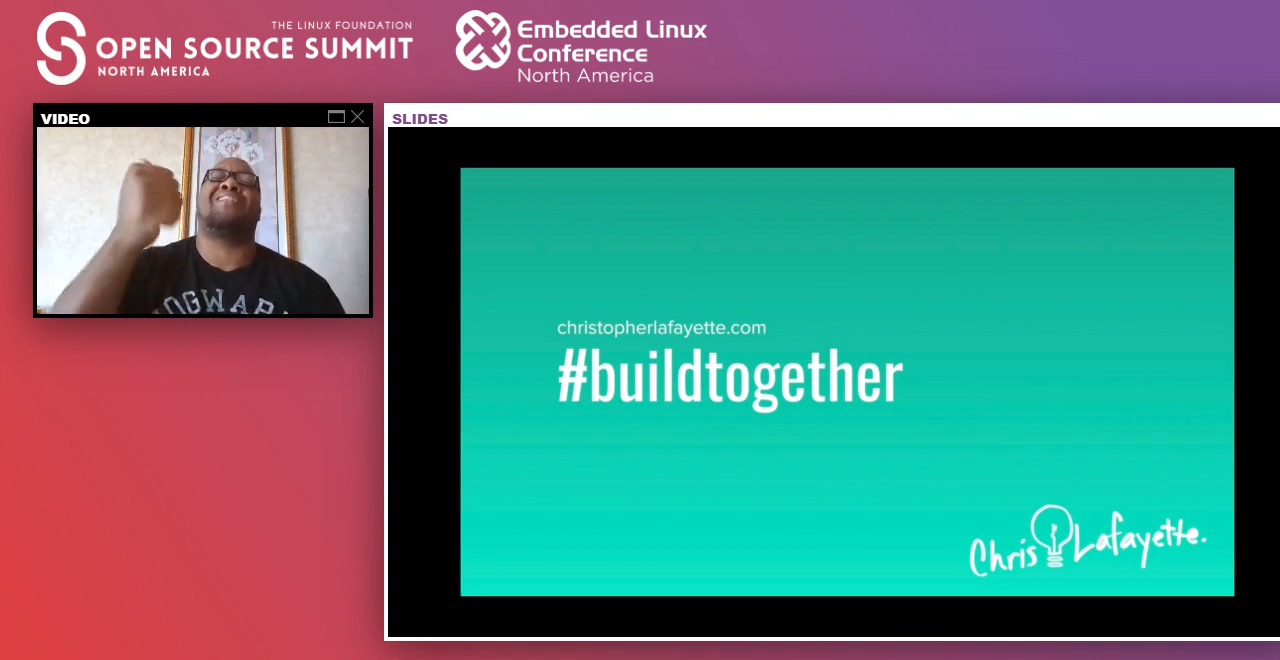 THE LINUX FOUNDATION
OPEN SOURCE SUMMIT
NORTH AMERICA
Embedded Linux
Conference
North America
VIDEO
SLIDES
christopherlafayette.com
#buildtogether
Chris Lafayette.